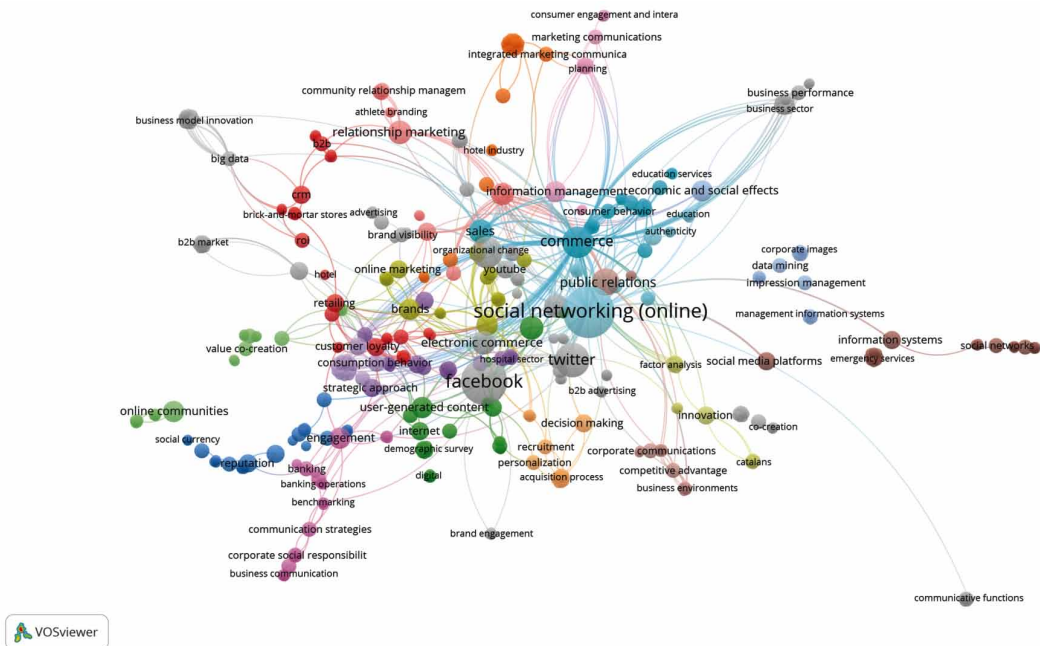 consumer engagement and intera
marketing communications
integrated marketing communica
planning
community relationship managem
business performance
athlete branding
business sector
business model innovation
relationship marketing
b2b
hotel industry
big data
education services
crm
information management
economic and social effects
brick-and-mortar stores
advertising
consumer behavior
education
sales
brand visibility
authenticity
roi
commerce
b2b market
organizational change
corporate images
online marketing
youtube
data mining
hotel
public relations
impression management
retailing
brands
social networking (online)
management information systems
electronic commerce
information systems
value co-creation
customer loyalty
social networks
hospital sector
twitter
emergency services
consumption behavior
factor analysis
social media platforms
facebook
strategic approach
b2b advertising
online communities
user-generated content
innovation
decision making
co-creation
internet
social currency
engagement
demographic survey
recruitment
corporate communications
reputation
personalization
catalans
banking
competitive advantage
digital
acquisition process
banking operations
business environments
benchmarking
communication strategies
brand engagement
corporate social responsibilit
business communication
communicative functions
VOSviewer